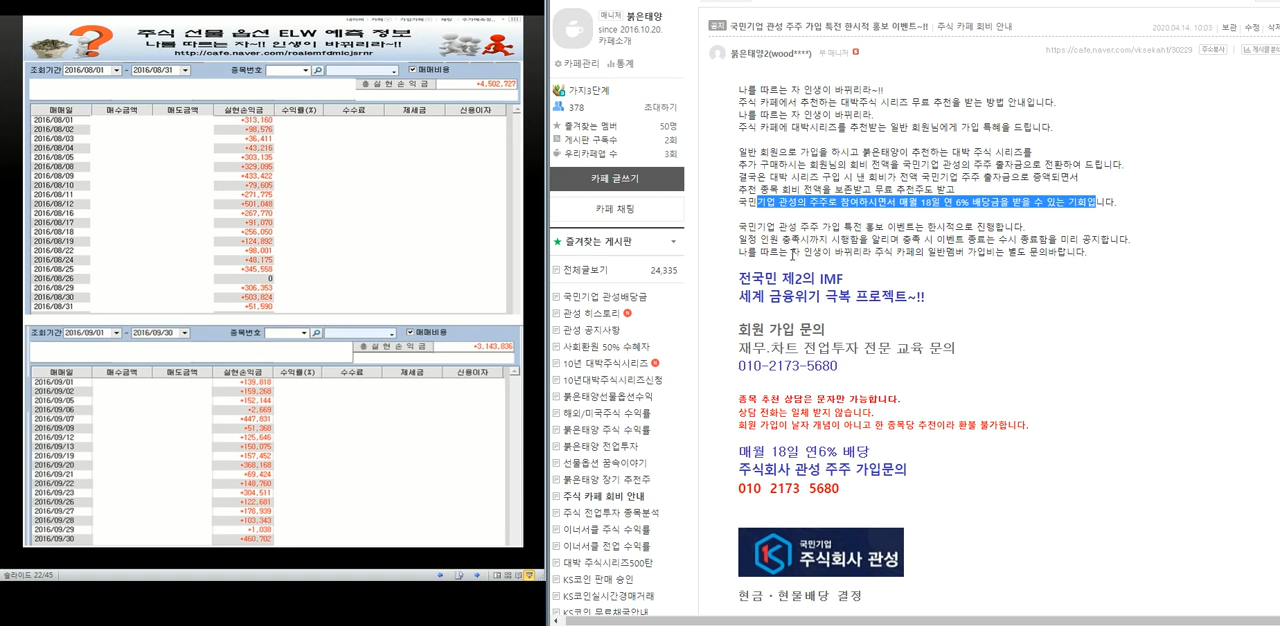 주식 선물 옵션 ELW 예측 정보
나를 따르는 자~!! 인생이 바뀌리라~!!
http://cafe.naver.com/roalemfdmlcjsrnr
조회기간 2016/08/01 ~ 2016/08/31 종목번호 매매비용
총 실 현 손 익 금 +4,502,727
매매일 매수금액 매도금액 실현손익금 수익률(%) 수수료 제세금 신용이자
2016/08/01 +313,160
2016/08/02 +98,576
2016/08/03 +36,411
2016/08/04 +43,216
2016/08/05 +303,135
2016/08/08 +329,095
2016/08/09 +433,422
2016/08/10 +79,605
2016/08/11 +271,775
2016/08/12 +501,048
2016/08/16 +267,770
2016/08/17 +91,070
2016/08/18 +256,050
2016/08/19 +124,892
2016/08/22 +98,001
2016/08/24 +48,175
2016/08/25 +345,558
2016/08/26 0
2016/08/29 +306,353
2016/08/30 +503,824
2016/08/31 +51,590
조회기간 2016/09/01 ~ 2016/09/30 종목번호 매매비용
총 실 현 손 익 금 +3,143,836
매매일 매수금액 매도금액 실현손익금 수익률(%) 수수료 제세금 신용이자
2016/09/01 +139,818
2016/09/02 +159,268
2016/09/05 +152,144
2016/09/06 +2,669
2016/09/07 +447,831
2016/09/09 +51,368
2016/09/12 +125,646
2016/09/13 +150,075
2016/09/19 +157,452
2016/09/20 +368,168
2016/09/21 +69,424
2016/09/22 +148,760
2016/09/23 +304,511
2016/09/26 +122,681
2016/09/27 +178,939
2016/09/28 +103,343
2016/09/29 +1,038
2016/09/30 +460,702
슬라이드 22/45
매니저 붉은태양
since 2016.10.20.
카페소개
카페관리 통계
가지3단계
378 초대하기
즐겨찾는 멤버 50명
게시판 구독수 2회
우리카페앱 수 3회
카페 글쓰기
카페 채팅
즐겨찾는 게시판
전체글보기 24,335
국민기업 관성배당금
관성 히스토리
관성 공지사항
사회환원 50% 수혜자
10년 대박주식시리즈
10년대박주식시리즈신청
붉은태양선물옵션수익
해외/미국주식 수익률
붉은태양 주식 수익률
붉은태양 전업투자
선물옵션 꿈속이야기
붉은태양 장기 추천주
주식 카페 회비 안내
주식 전업투자 종목분석
이너서클 주식 수익률
이너서클 전업 수익률
대박 주식시리즈500탄
KS코인 판매 승인
KS코인실시간경매거래
KS코인 무료채굴안내
공지 국민기업 관성 주주 가입 특전 한시적 홍보 이벤트~!! 주식 카페 회비 안내
2020.04.14. 10:03 보관 수정 삭제
붉은태양2(wood****) 부매니저
https://cafe.naver.com/vksekahf/30229 주소복사
나를 따르는 자 인생이 바뀌리라~!!
주식 카페에서 추천하는 대박주식 시리즈 무료 추천을 받는 방법 안내입니다.
나를 따르는 자 인생이 바뀌리라.
주식 카페에 대박시리즈를 추천받는 일반 회원님에게 가입 특혜을 드립니다.
일반 회원으로 가입을 하시고 붉은태양이 추천하는 대박 주식 시리즈를
추가 구매하시는 회원님의 회비 전액을 국민기업 관성의 주주 출자금으로 전환하여 드립니다.
결국은 대박 시리즈 구입 시 낸 회비가 전액 국민기업 주주 출자금으로 증액되면서
추천 종목 회비 전액을 보존받고 무료 추천주도 받고
국민기업 관성의 주주로 참여하시면서 매월 18일 연 6% 배당금을 받을 수 있는 기회입니다.
국민기업 관성 주주 가입 특전 홍보 이벤트는 한시적으로 진행합니다.
일정 인원 충족시까지 시행함을 알리며 충족 시 이벤트 종료는 수시 종료함을 미리 공지합니다.
나를 따르는 자 인생이 바뀌리라 주식 카페의 일반멤버 가입비는 별도 문의바랍니다.
전국민 제2의 IMF
세계 금융위기 극복 프로젝트~!!
회원 가입 문의
재무.차트 전업투자 전문 교육 문의
010-2173-5680
종목 추천 상담은 문자만 가능합니다.
상담 전화는 일체 받지 않습니다.
회원 가입이 날자 개념이 아니고 한 종목당 추천이라 환불 불가합니다.
매월 18일 연6% 배당
주식회사 관성 주주 가입문의
010 2173 5680
국민기업
주식회사 관성
현금·현물배당 결정